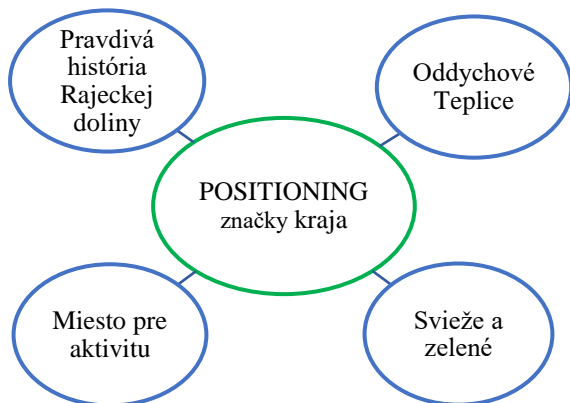 Pravdivá
história
Rajeckej
doliny
Oddychové
Teplice
POSITIONING
značky kraja
Miesto pre
aktivitu
Svieže a
zelené